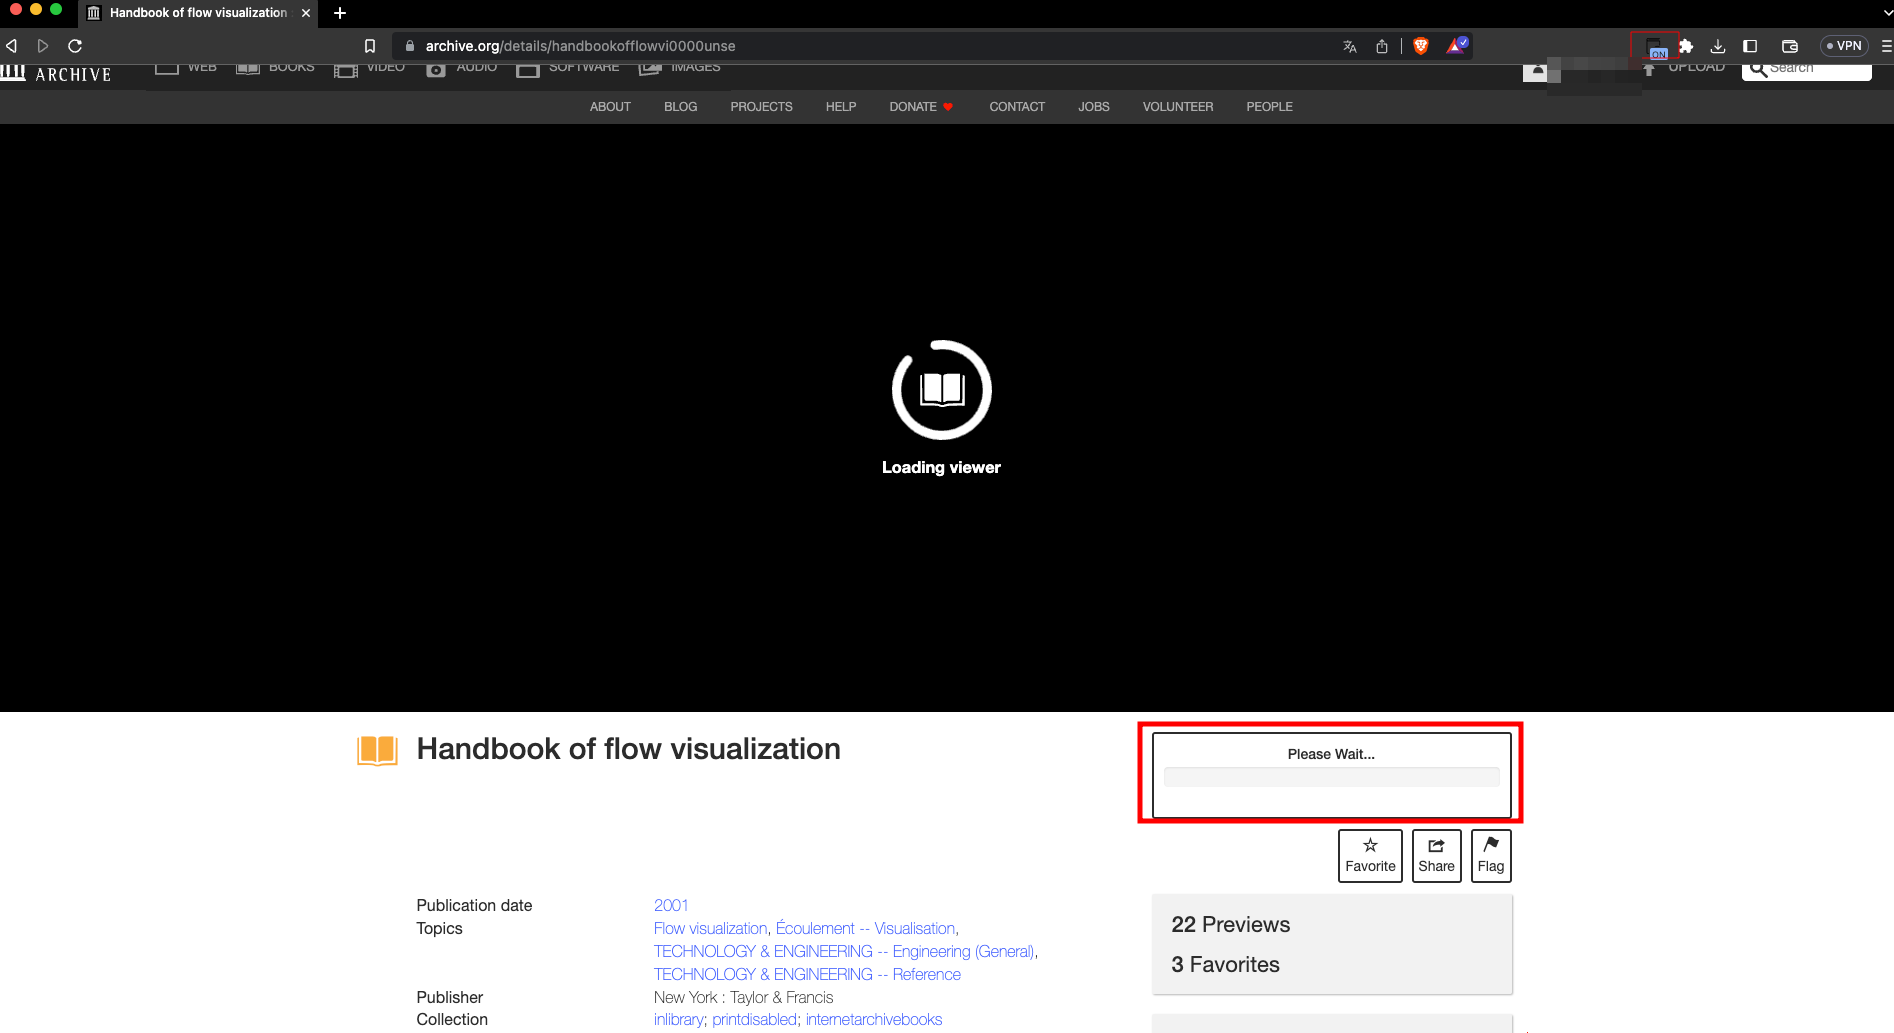 Handbook of flow visualization
archive.org/details/handbookofflowvi0000unse
ON
VPN
ARCHIVE
WEB
BOOKS
VIDEO
AUDIO
SOFTWARE
IMAGES
UPLOAD
Search
ABOUT
BLOG
PROJECTS
HELP
DONATE
CONTACT
JOBS
VOLUNTEER
PEOPLE
Loading viewer
Handbook of flow visualization
Please Wait...
Favorite
Share
Flag
Publication date
2001
Topics
Flow visualization, Écoulement -- Visualisation,
TECHNOLOGY & ENGINEERING -- Engineering (General),
TECHNOLOGY & ENGINEERING -- Reference
Publisher
New York : Taylor & Francis
Collection
inlibrary; printdisabled; internetarchivebooks
22 Previews
3 Favorites